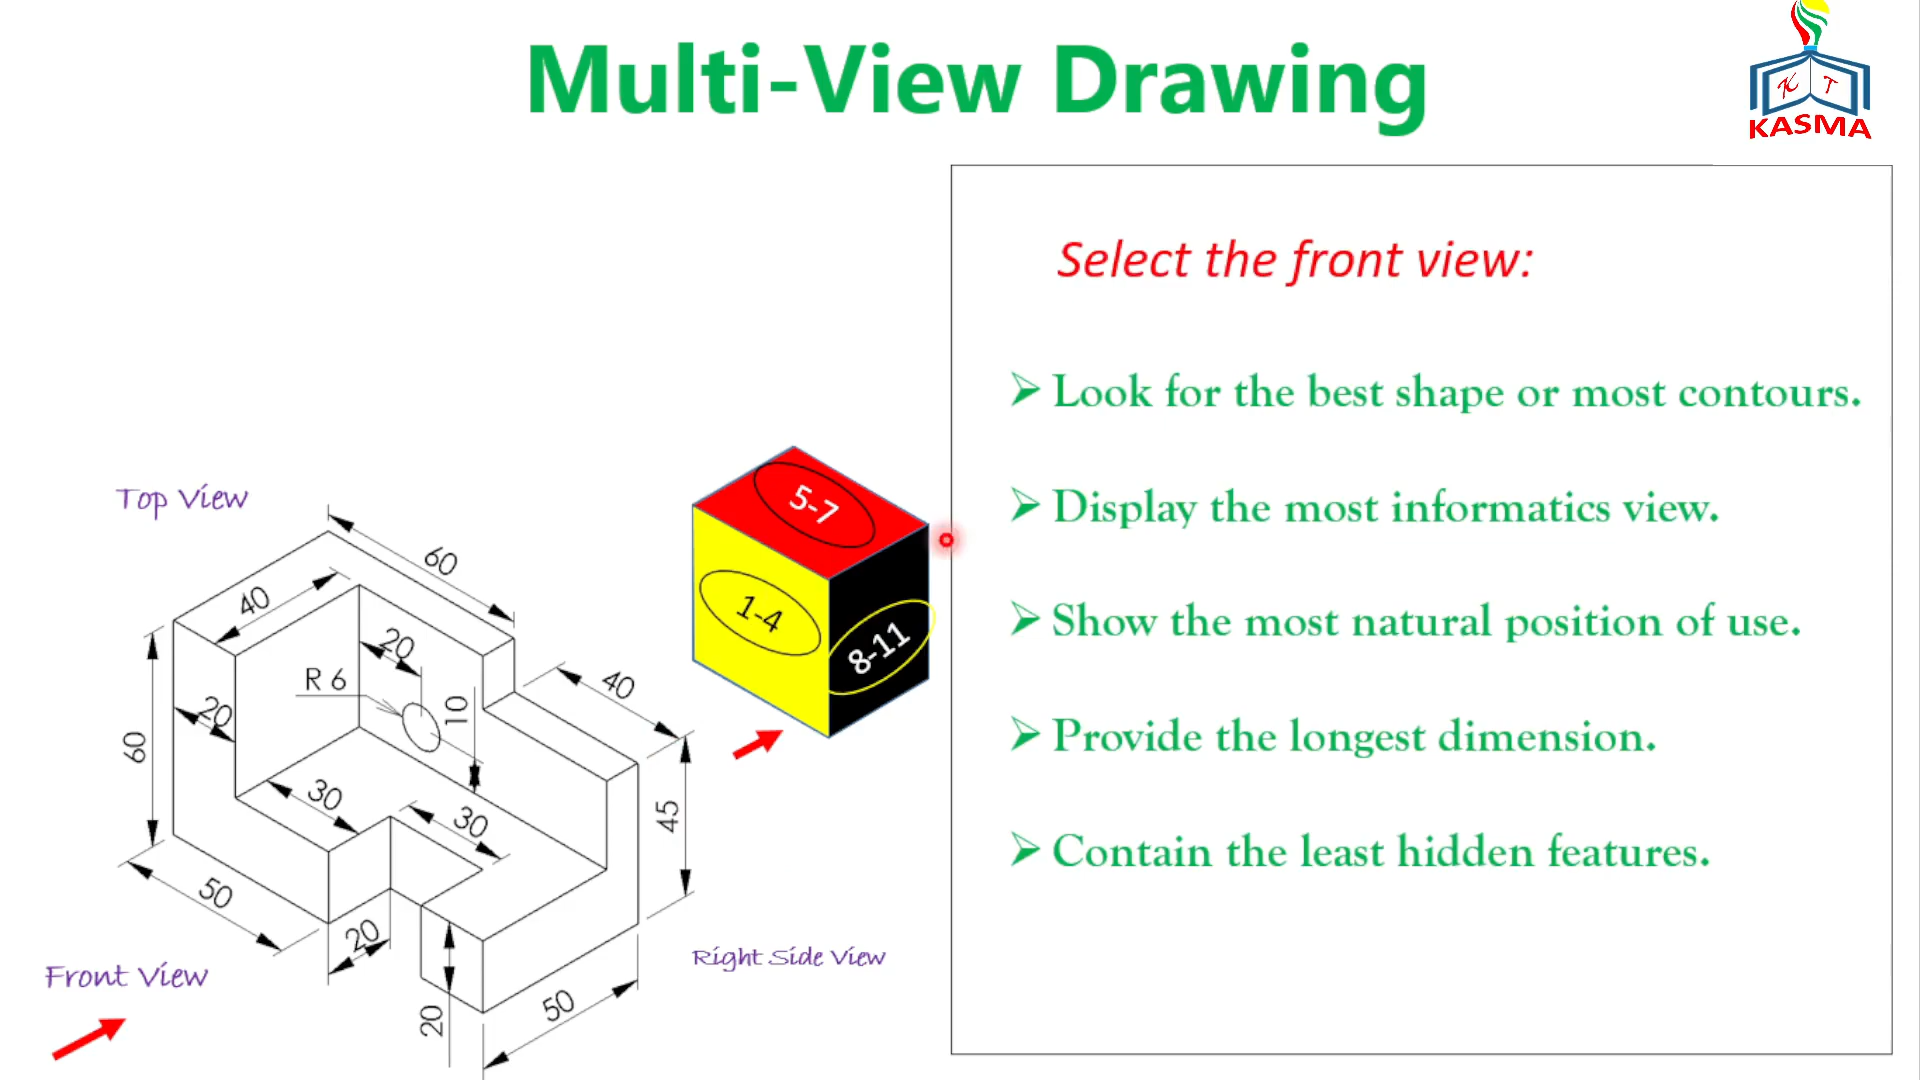 Multi-View Drawing
K T
KASMA
Select the front view:
Look for the best shape or most contours.
Display the most informatics view.
Show the most natural position of use.
Provide the longest dimension.
Contain the least hidden features.
Top View
5-7
1-4
8-11
60
40
20
R 6
10
40
20
60
45
30
30
50
20
20
50
Front View
Right Side View